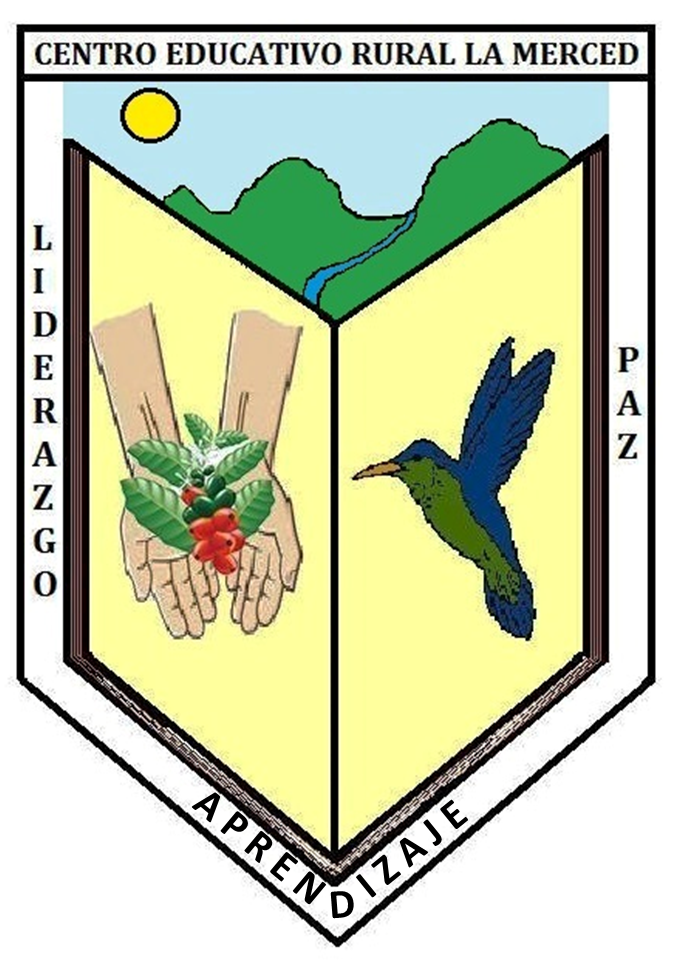 CENTRO EDUCATIVO RURAL LA MERCED
LIDERAZGO
PAZ
APRENDIZAJE